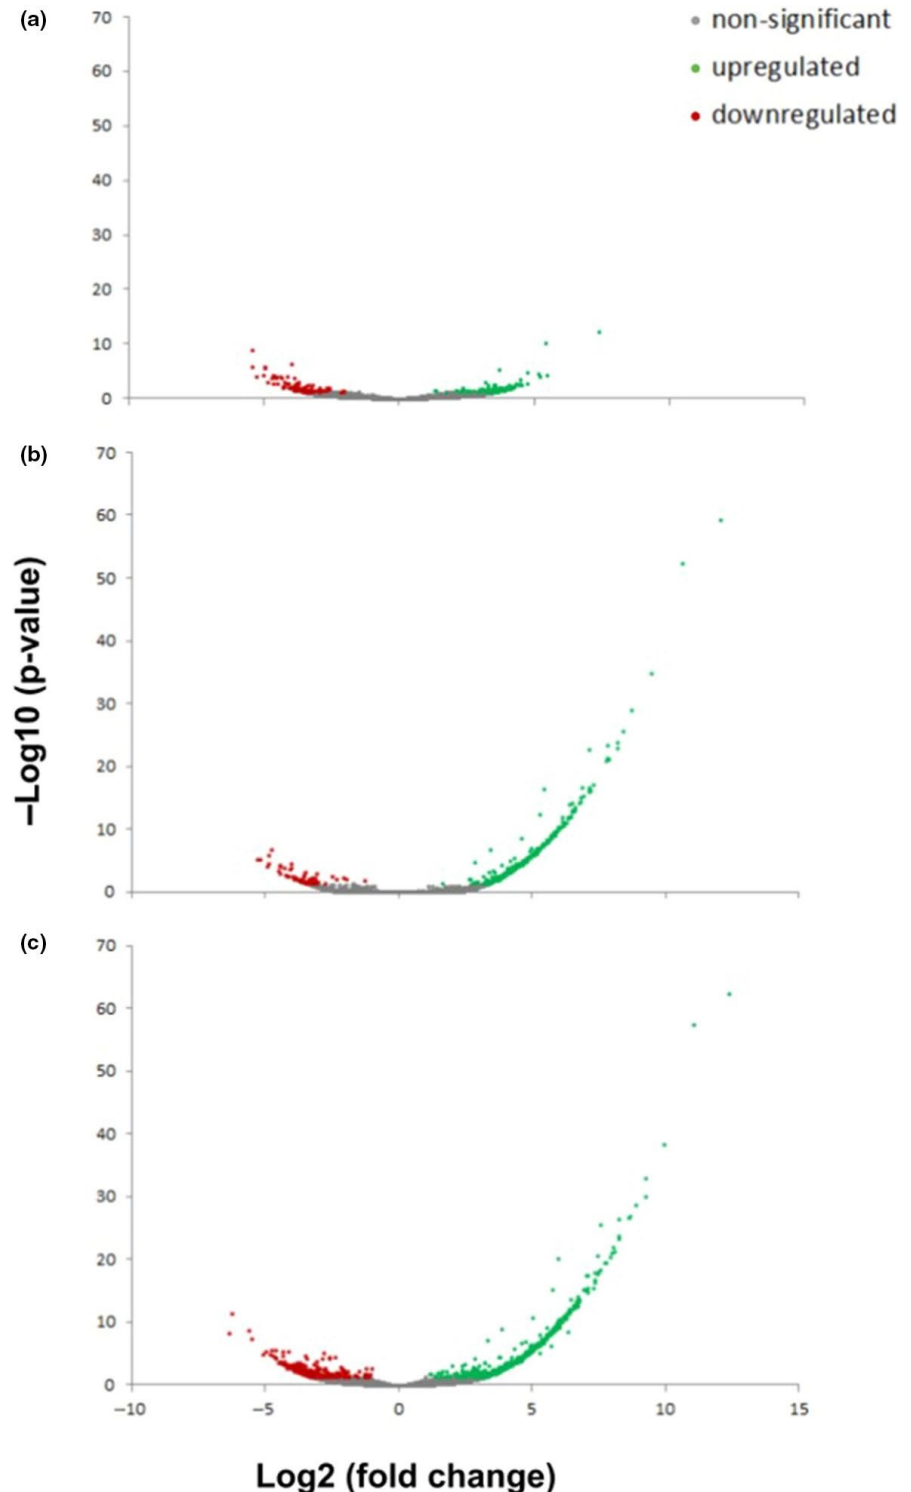 (a)
70
60
50
40
30
20
10
0
non-significant
upregulated
downregulated
(b)
70
60
50
40
30
20
10
0
–Log10 (p-value)
(c)
70
60
50
40
30
20
10
0
–10 –5 0 5 10 15
Log2 (fold change)